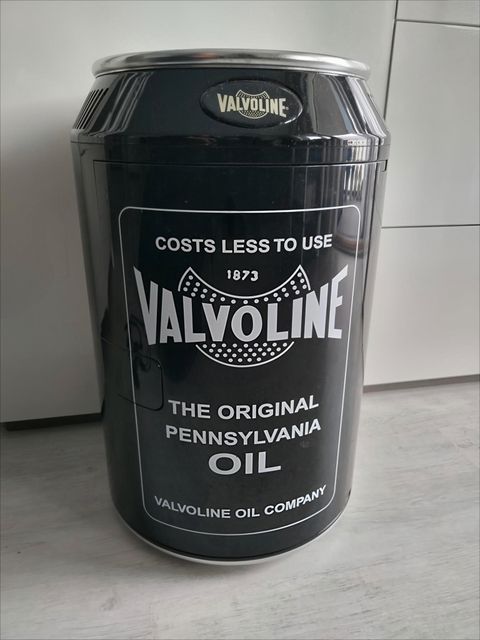 VALVOLINE
COSTS LESS TO USE
1873
VALVOLINE
THE ORIGINAL
PENNSYLVANIA
OIL
VALVOLINE OIL COMPANY